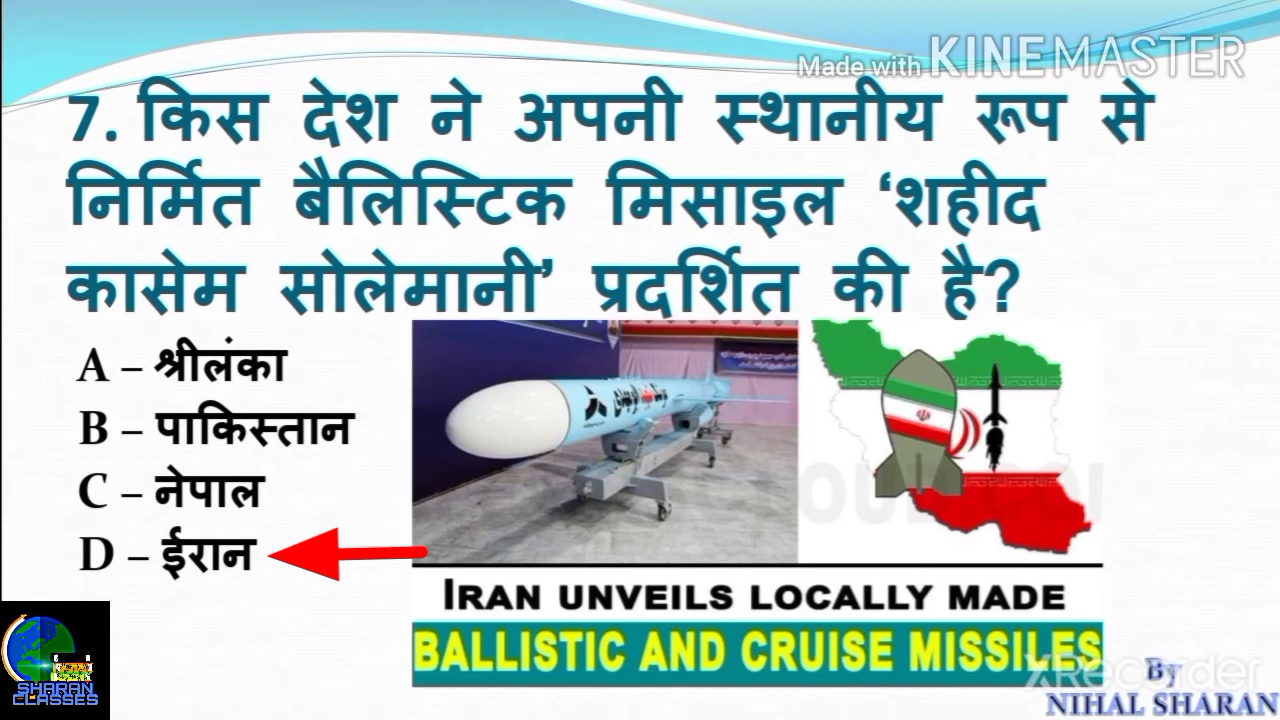 Made with KINEMASTER
7. किस देश ने अपनी स्थानीय रूप से
निर्मित बैलिस्टिक मिसाइल ‘शहीद
कासेम सोलेमानी’ प्रदर्शित की है?
A – श्रीलंका
B – पाकिस्तान
C – नेपाल
D – ईरान
IRAN UNVEILS LOCALLY MADE
BALLISTIC AND CRUISE MISSILES
XRecorder
By
NIHAL SHARAN
SHARAN
CLASSES